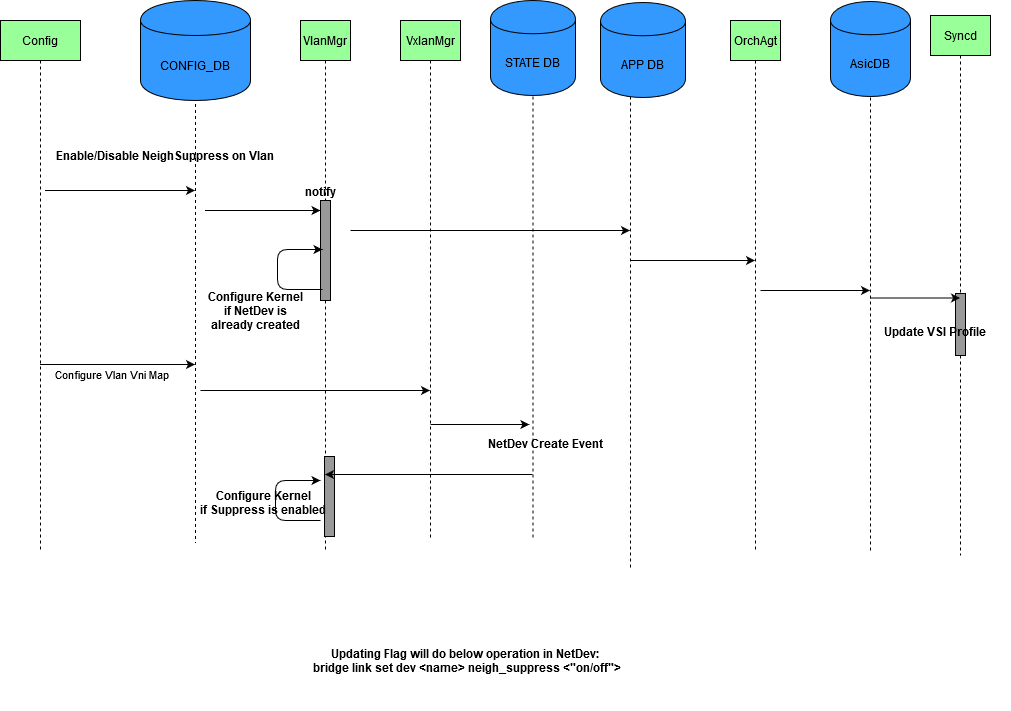 Config
CONFIG_DB
VlanMgr
VxlanMgr
STATE DB
APP DB
OrchAgt
AsicDB
Syncd
Enable/Disable NeighSuppress on Vlan
notify
Configure Kernel
if NetDev is
already created
Update VSI Profile
Configure Vlan Vni Map
NetDev Create Event
Configure Kernel
if Suppress is enabled
Updating Flag will do below operation in NetDev:
bridge link set dev <name> neigh_suppress <"on/off">